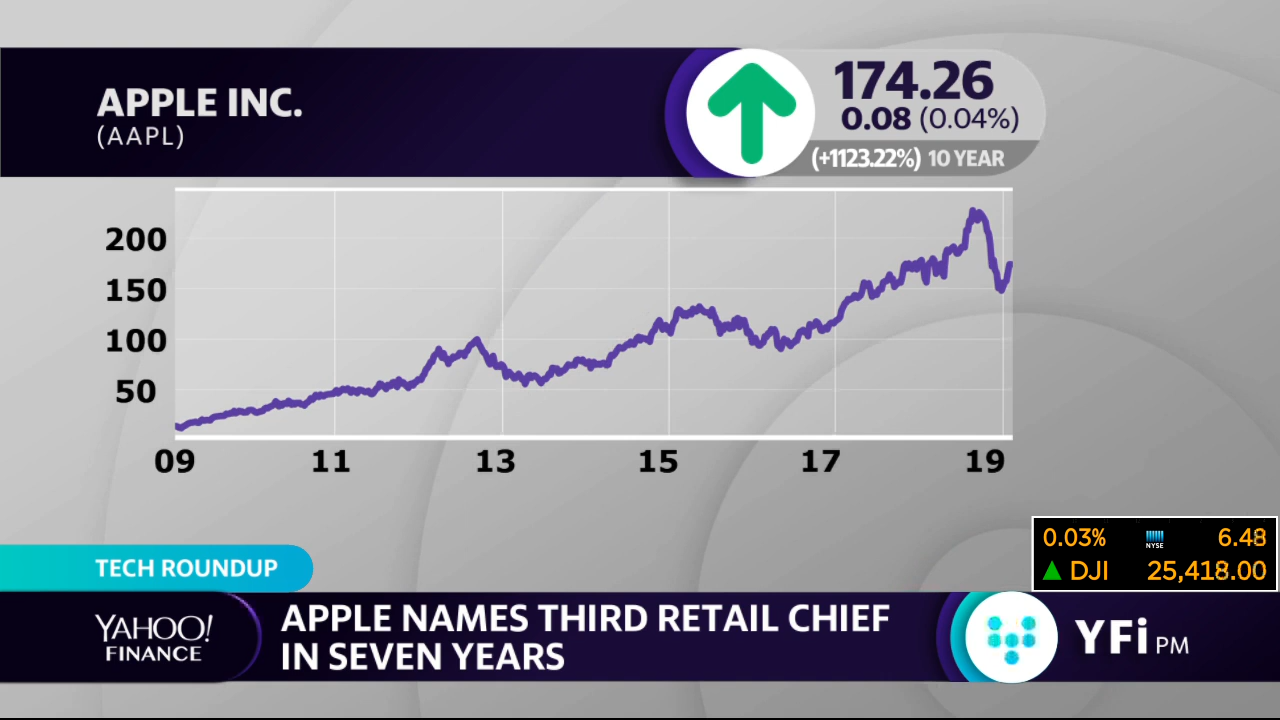 APPLE INC.
(AAPL)
174.26
0.08 (0.04%)
(+1123.22%) 10 YEAR
200
150
100
50
09 11 13 15 17 19
0.03% NYSE 6.48
DJI 25,418.00
TECH ROUNDUP
YAHOO!
FINANCE
APPLE NAMES THIRD RETAIL CHIEF
IN SEVEN YEARS
YFi PM